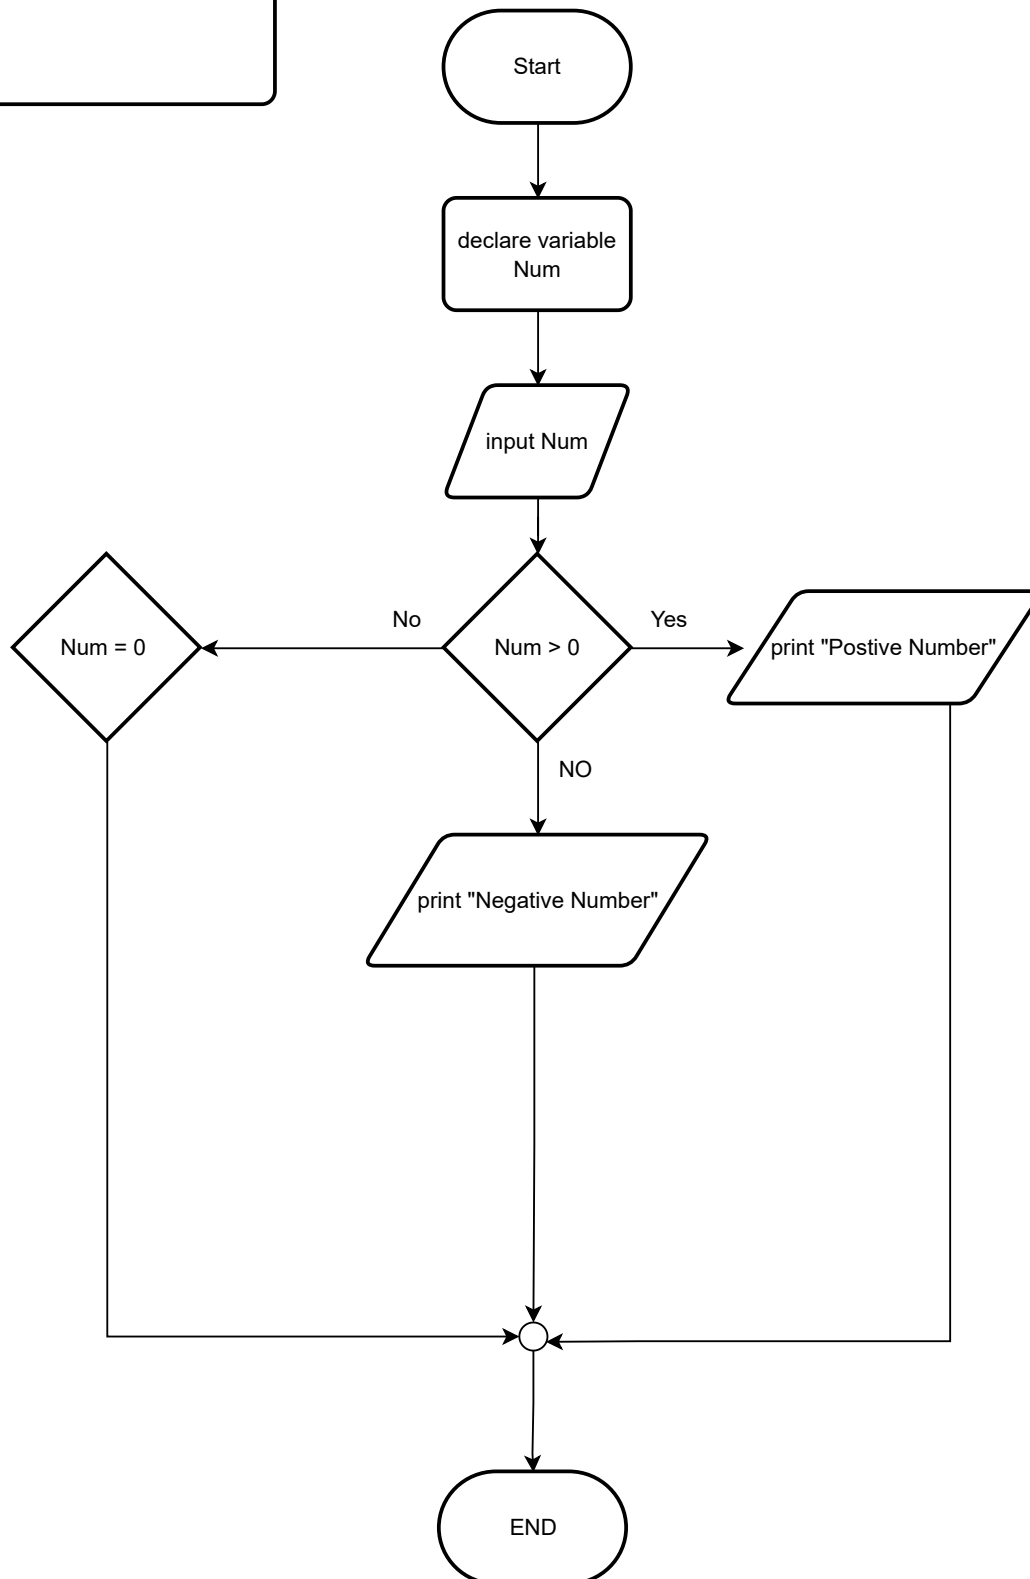 Start
declare variable
Num
input Num
Num = 0
No
Num > 0
Yes
print "Postive Number"
NO
print "Negative Number"
END